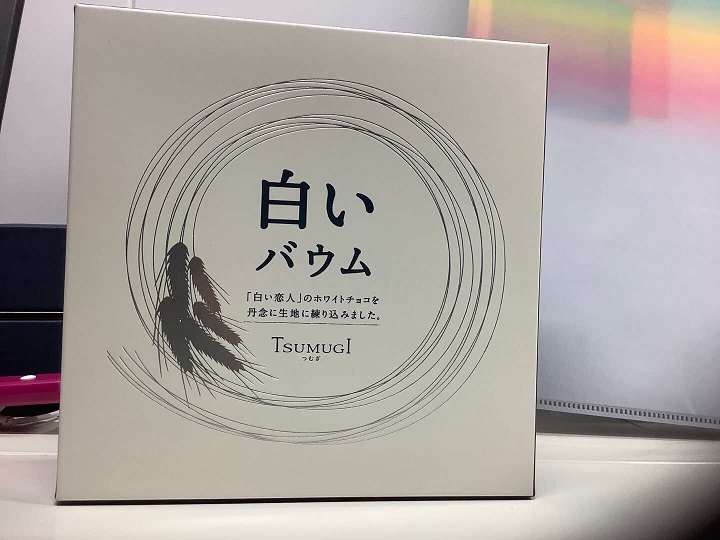 白い
バウム
「白い恋人」のホワイトチョコを
丹念に生地に練り込みました。
TSUMUGI
つむぎ